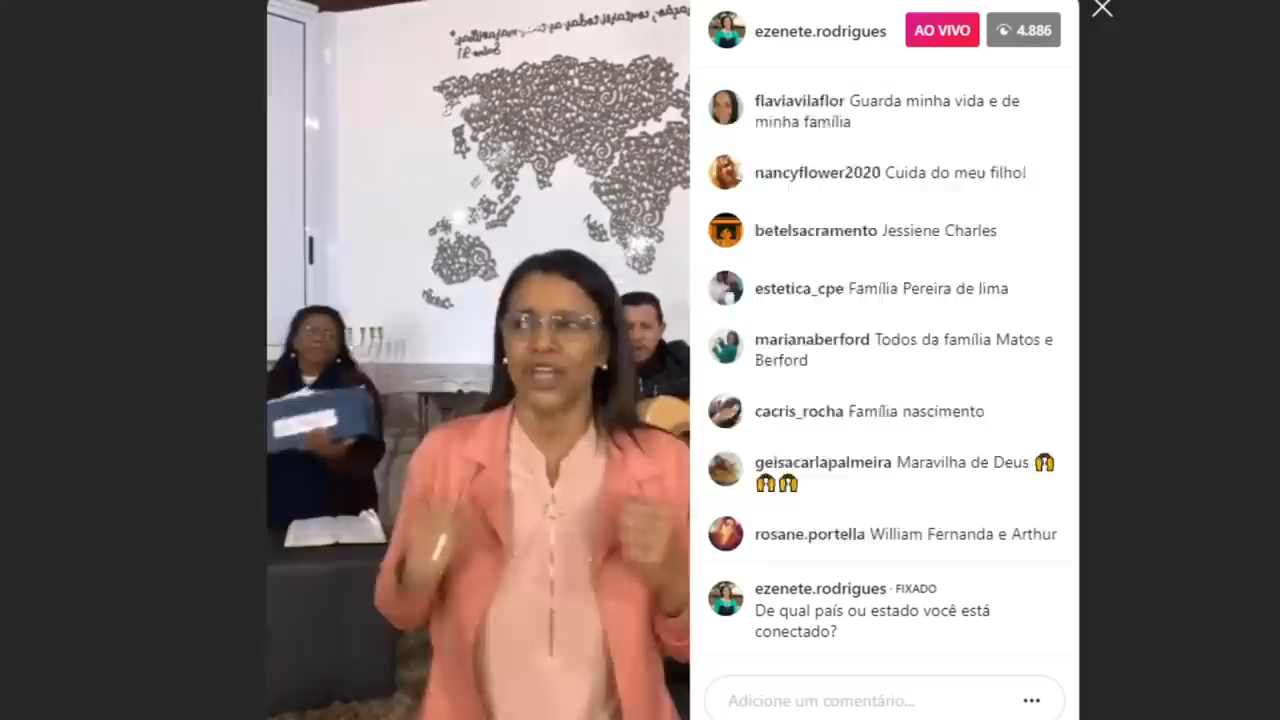 ezenete.rodrigues AO VIVO 4.886
flaviavilaflor Guarda minha vida e de
minha família
nancyflower2020 Cuida do meu filho!
betelsacramento Jessiene Charles
estetica_cpe Família Pereira de lima
marianaberford Todos da família Matos e
Berford
cacris_rocha Família nascimento
geisacarlapalmeira Maravilha de Deus 🙌
🙌🙌
rosane.portella William Fernanda e Arthur
ezenete.rodrigues · FIXADO
De qual país ou estado você está
conectado?
Adicione um comentário...